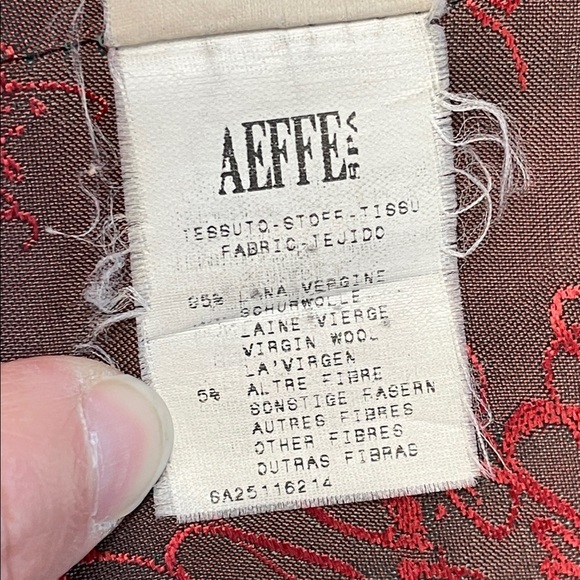 AEFFE SPA
TESSUTO-STOFF-TISSU
FABRIC-TEJIDO
95% LANA VERGINE
SCHURWOLLE
LAINE VIERGE
VIRGIN WOOL
LA'VIRGEN
5% ALTRE FIBRE
SONSTIGE FASERN
AUTRES FIBRES
OTHER FIBRES
OUTRAS FIBRAS
6A25116214